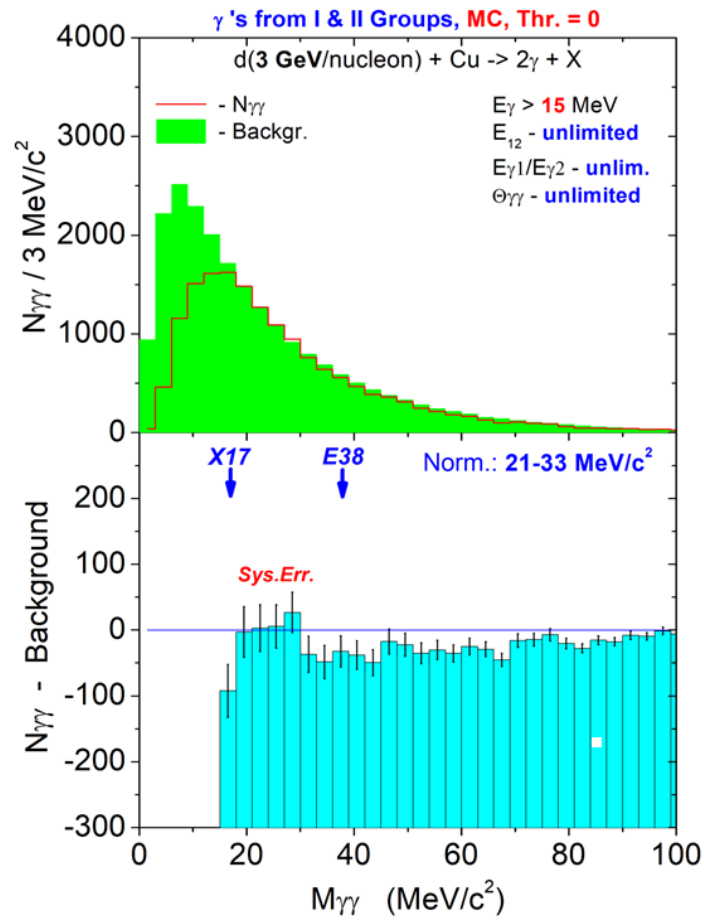 γ 's from I & II Groups, MC, Thr. = 0
d(3 GeV/nucleon) + Cu -> 2γ + X
- Nγγ
- Backgr.
Eγ > 15 MeV
E12 - unlimited
Eγ1/Eγ2 - unlim.
Θγγ - unlimited
Nγγ / 3 MeV/c²
4000
3000
2000
1000
0
X17
E38
Norm.: 21-33 MeV/c²
Sys.Err.
Nγγ - Background
200
100
0
-100
-200
-300
0 20 40 60 80 100
Mγγ (MeV/c²)